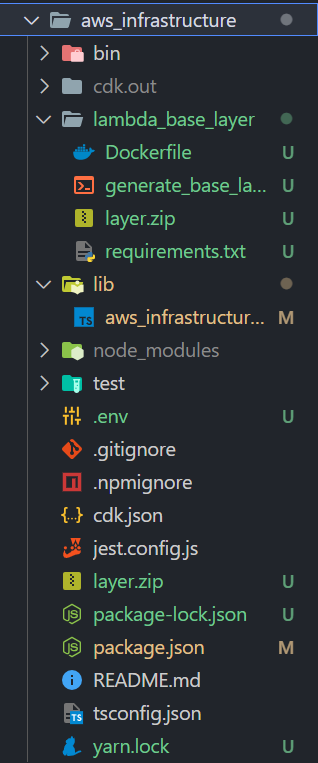 aws_infrastructure
bin
cdk.out
lambda_base_layer
Dockerfile U
generate_base_la... U
layer.zip U
requirements.txt U
lib
TS aws_infrastructur... M
node_modules
test
.env U
.gitignore
.npmignore
{..} cdk.json
jest.config.js
layer.zip U
package-lock.json U
package.json M
README.md
TS tsconfig.json
yarn.lock U